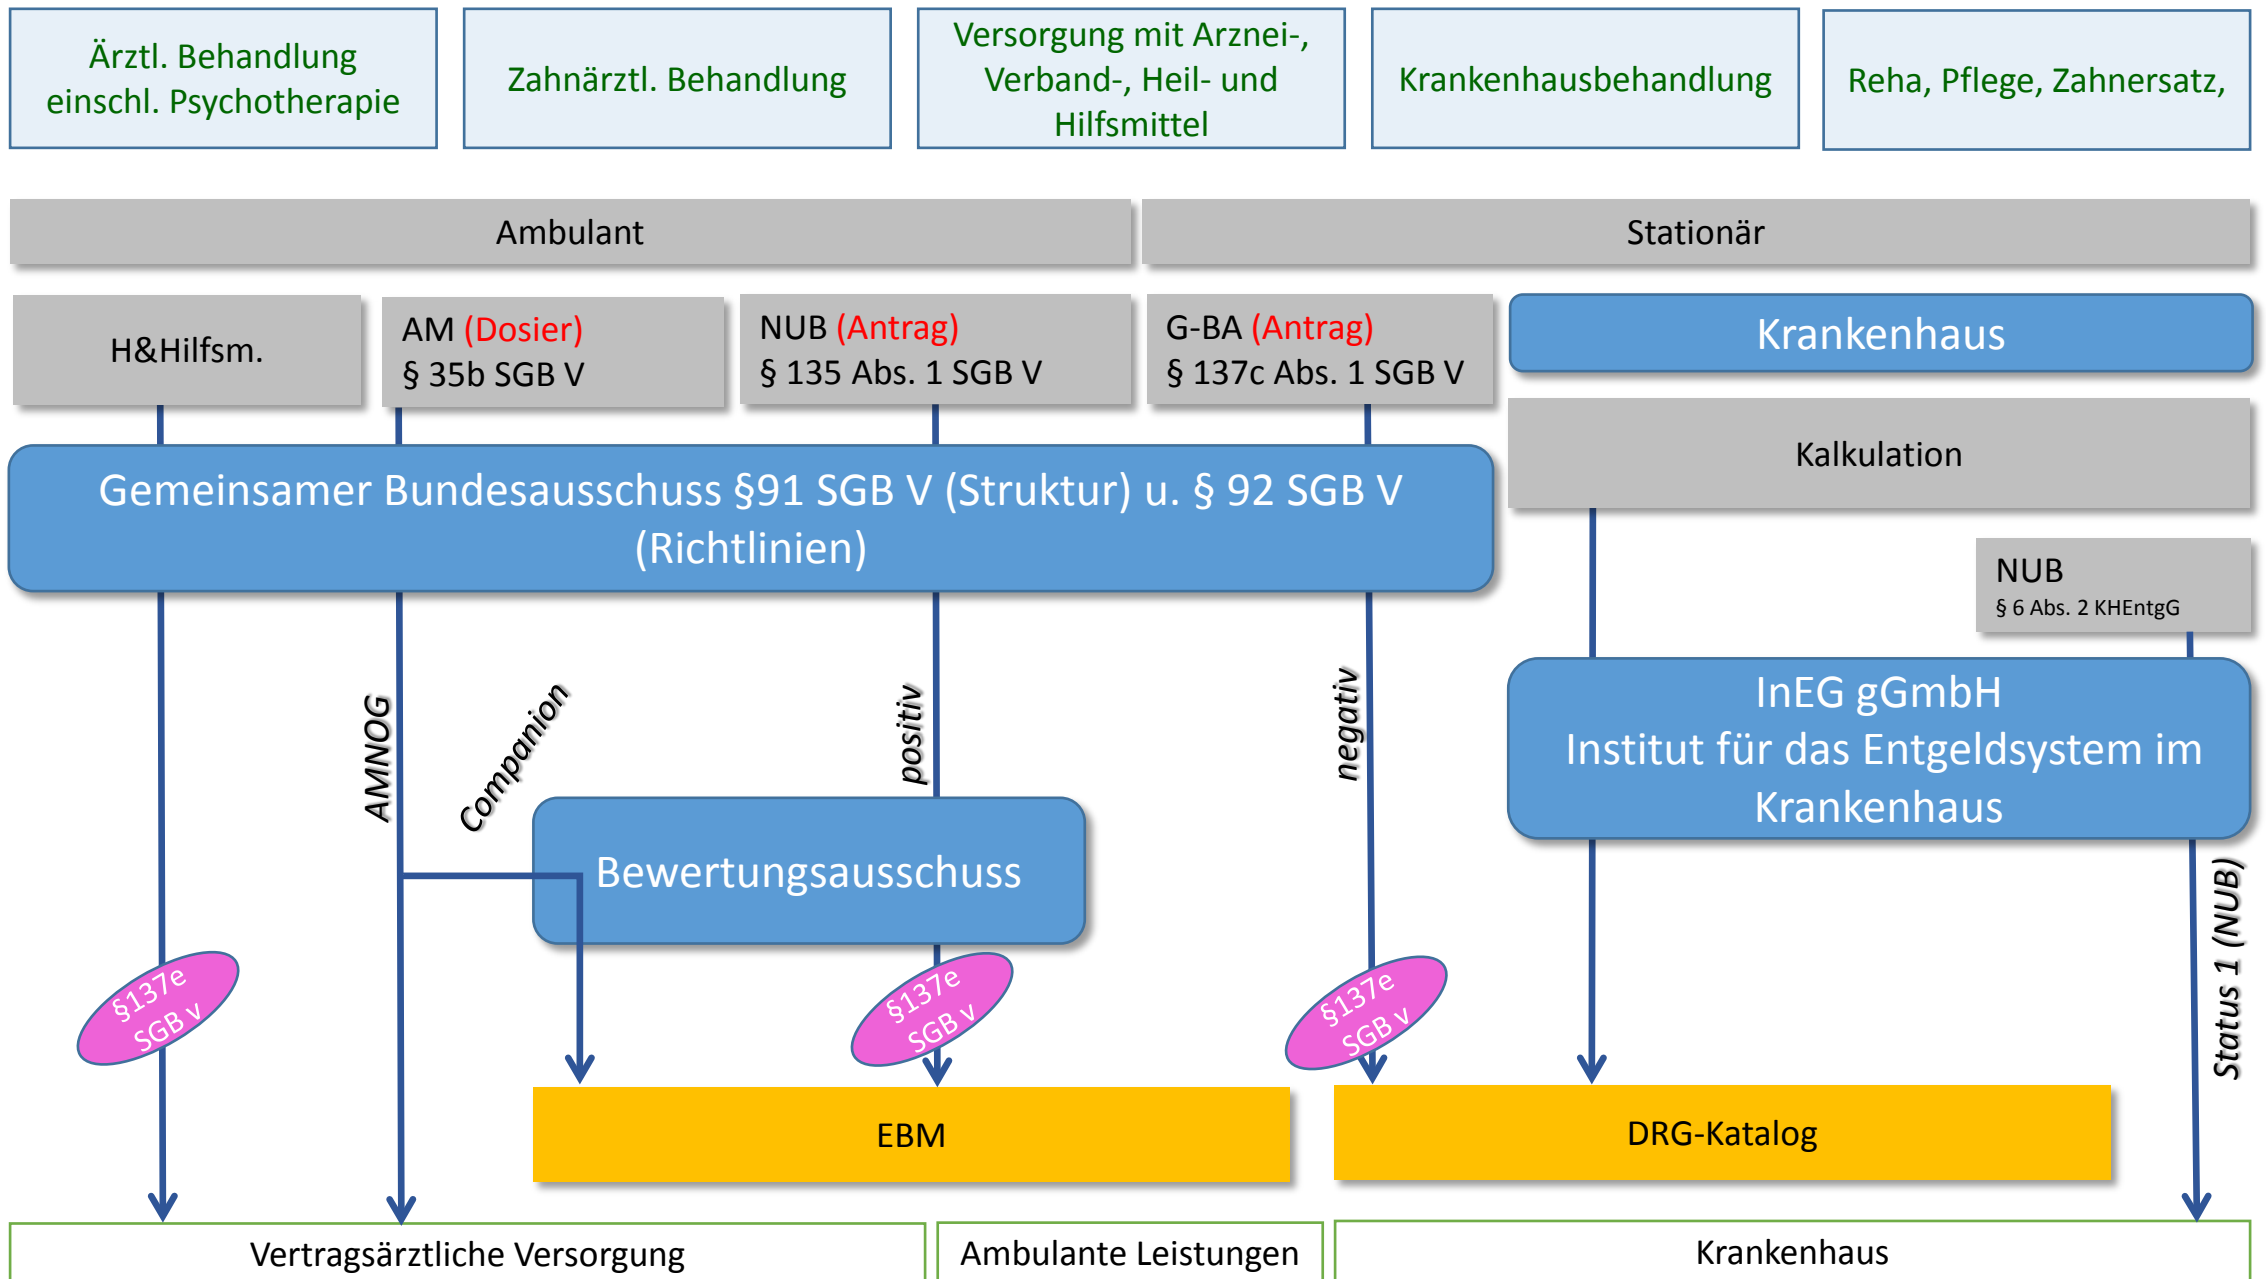 Ärztl. Behandlung
einschl. Psychotherapie
Zahnärztl. Behandlung
Versorgung mit Arznei-,
Verband-, Heil- und
Hilfsmittel
Krankenhausbehandlung
Reha, Pflege, Zahnersatz,
Ambulant
Stationär
H&Hilfsm.
AM (Dosier)
§ 35b SGB V
NUB (Antrag)
§ 135 Abs. 1 SGB V
G-BA (Antrag)
§ 137c Abs. 1 SGB V
Krankenhaus
Kalkulation
Gemeinsamer Bundesausschuss §91 SGB V (Struktur) u. § 92 SGB V
(Richtlinien)
NUB
§ 6 Abs. 2 KHEntgG
AMNOG
Companion
positiv
negativ
InEG gGmbH
Institut für das Entgeldsystem im
Krankenhaus
Bewertungsausschuss
Status 1 (NUB)
§137e
SGB v
§137e
SGB v
§137e
SGB v
EBM
DRG-Katalog
Vertragsärztliche Versorgung
Ambulante Leistungen
Krankenhaus